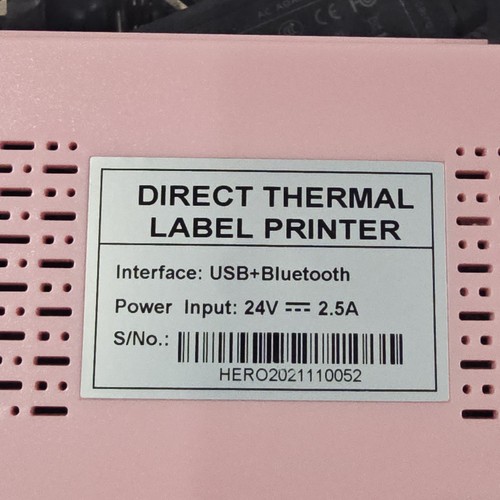 DIRECT THERMAL
LABEL PRINTER
Interface: USB+Bluetooth
Power Input: 24V ⎓ 2.5A
S/No.:
HERO2021110052